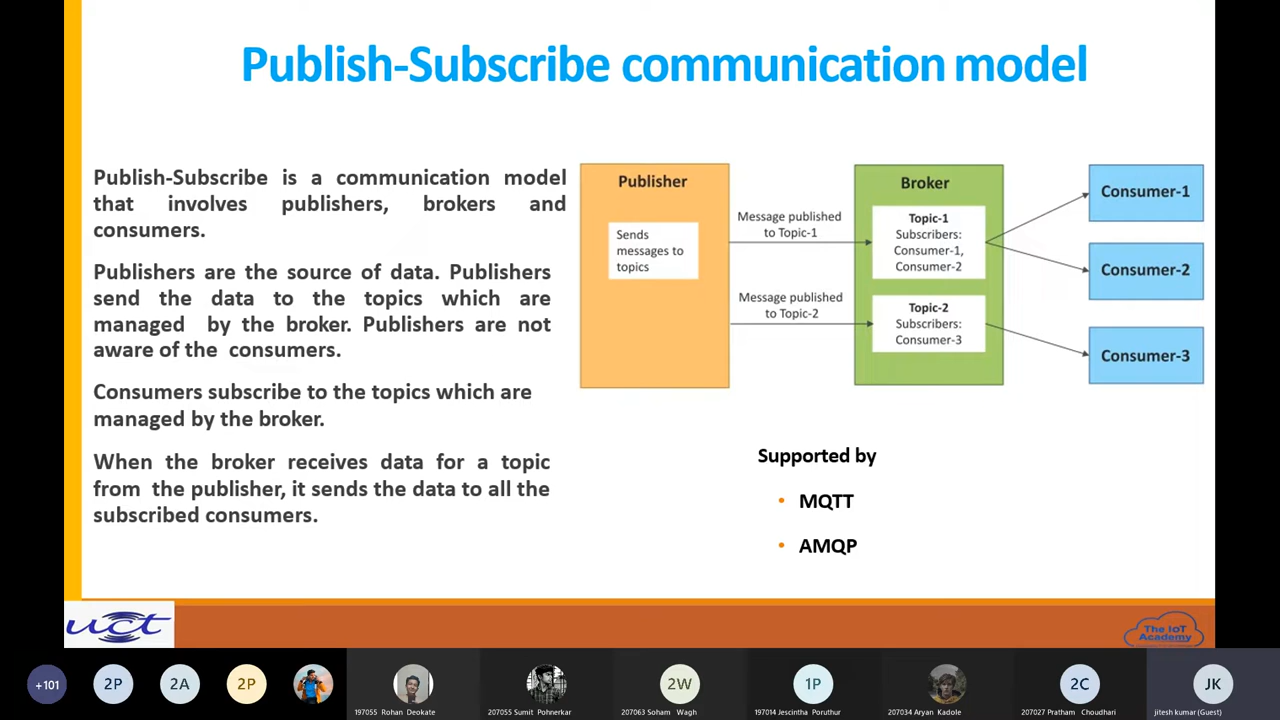 Publish-Subscribe communication model
Publish-Subscribe is a communication model
that involves publishers, brokers and
consumers.
Publishers are the source of data. Publishers
send the data to the topics which are
managed by the broker. Publishers are not
aware of the consumers.
Consumers subscribe to the topics which are
managed by the broker.
When the broker receives data for a topic
from the publisher, it sends the data to all the
subscribed consumers.
Publisher
Sends
messages to
topics
Message published
to Topic-1
Message published
to Topic-2
Broker
Topic-1
Subscribers:
Consumer-1,
Consumer-2
Topic-2
Subscribers:
Consumer-3
Consumer-1
Consumer-2
Consumer-3
Supported by
• MQTT
• AMQP
uct
The IoT
Academy
+101
2P
2A
2P
2W
1P
2C
JK
197055 Rohan Deokate
207055 Sumit Pohnerkar
207063 Soham Wagh
197014 Jescintha Poruthur
207034 Aryan Kadole
207027 Pratham Choudhari
jitesh kumar (Guest)